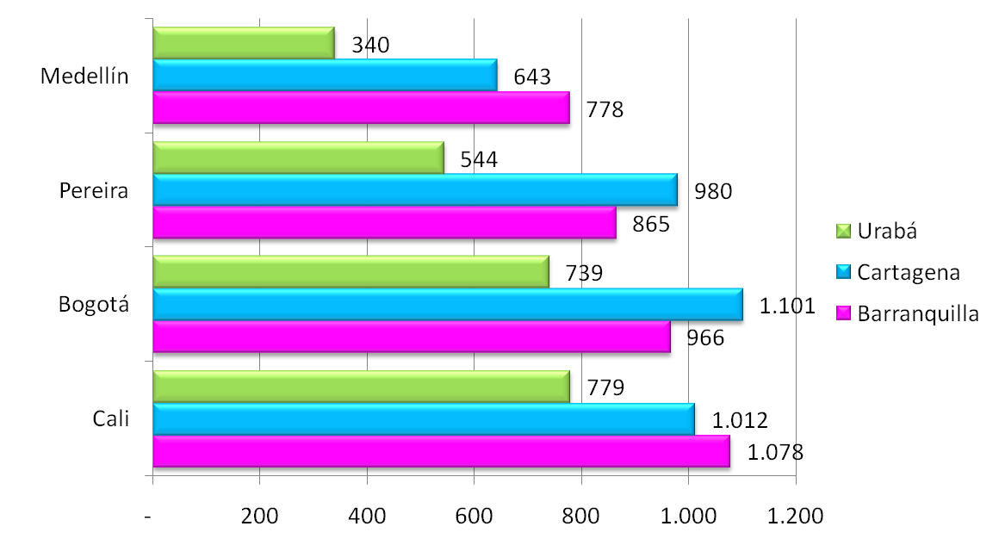 340
Medellín
643
778
544
Pereira
980
865
739
Bogotá
1.101
966
779
Cali
1.012
1.078
- 200 400 600 800 1.000 1.200
Urabá
Cartagena
Barranquilla